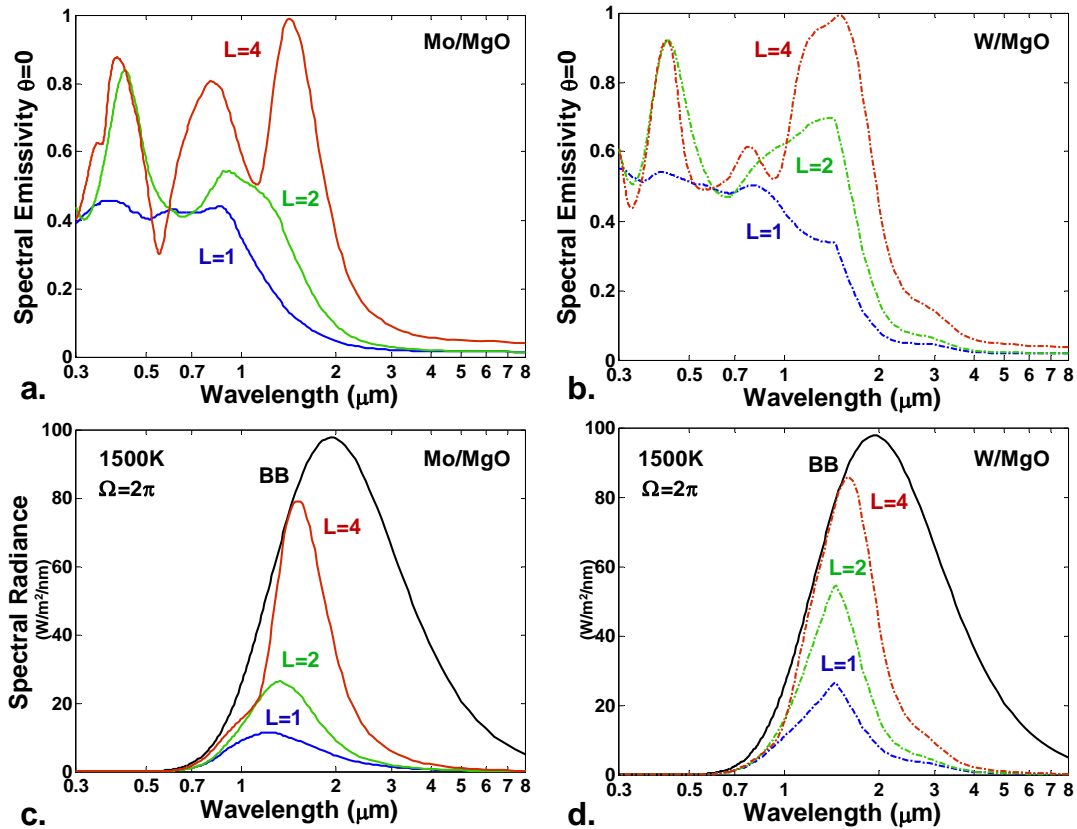 Spectral Emissivity θ=0
1
0.8
0.6
0.4
0.2
0
Mo/MgO
L=4
L=2
L=1
0.3 0.5 0.7 1 2 3 4 5 6 7 8
Wavelength (μm)
a.
Spectral Emissivity θ=0
1
0.8
0.6
0.4
0.2
0
W/MgO
L=4
L=2
L=1
0.3 0.5 0.7 1 2 3 4 5 6 7 8
Wavelength (μm)
b.
Spectral Radiance
(W/m²/nm)
100
80
60
40
20
0
1500K
Ω=2π
BB
Mo/MgO
L=4
L=2
L=1
0.3 0.5 0.7 1 2 3 4 5 6 7 8
Wavelength (μm)
c.
(W/m²/nm)
100
80
60
40
20
0
1500K
Ω=2π
BB
W/MgO
L=4
L=2
L=1
0.3 0.5 0.7 1 2 3 4 5 6 7 8
Wavelength (μm)
d.